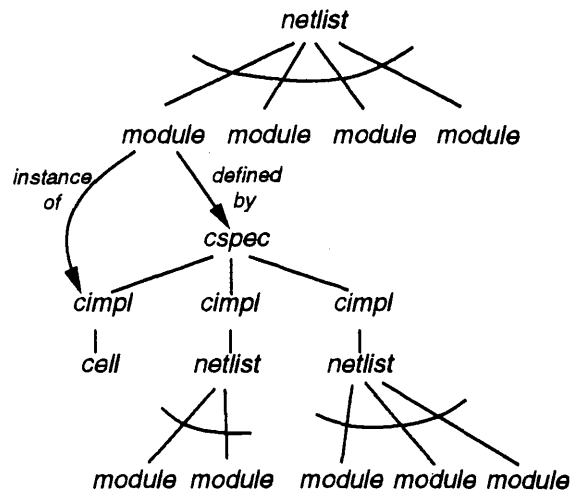 netlist
module module module module
instance
of
defined
by
cspec
cimpl cimpl cimpl
cell netlist netlist
module module module module module